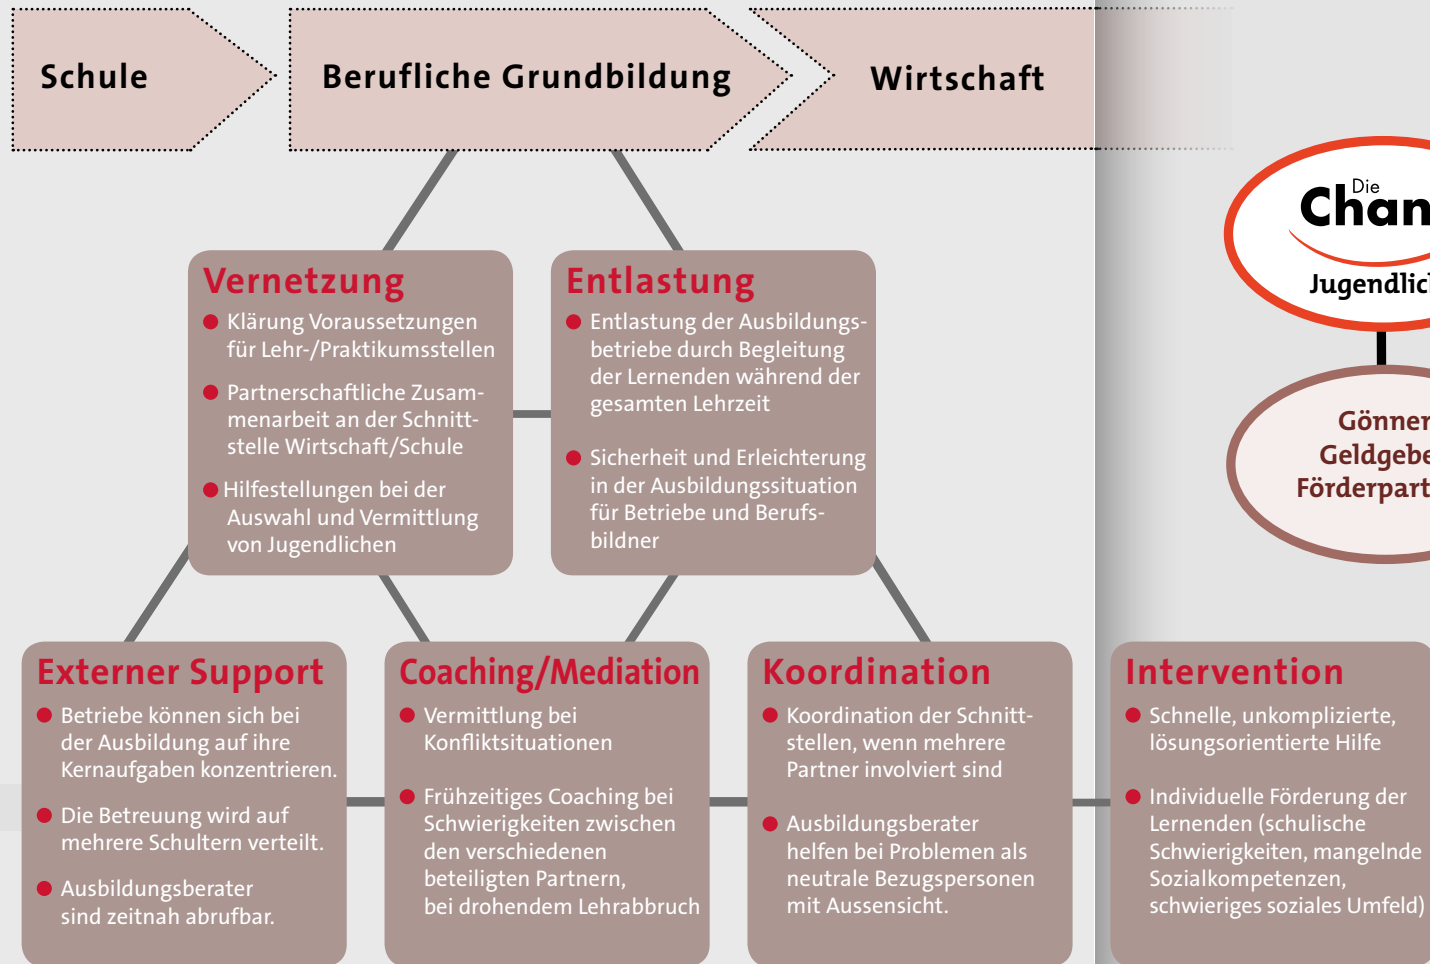 Schule
Berufliche Grundbildung
Wirtschaft
Die
Chan
Jugendlich
Gönner
Geldgebe
Förderpart
Vernetzung
● Klärung Voraussetzungen
für Lehr-/Praktikumsstellen
● Partnerschaftliche Zusam-
menarbeit an der Schnitt-
stelle Wirtschaft/Schule
● Hilfestellungen bei der
Auswahl und Vermittlung
von Jugendlichen
Entlastung
● Entlastung der Ausbildungs-
betriebe durch Begleitung
der Lernenden während der
gesamten Lehrzeit
● Sicherheit und Erleichterung
in der Ausbildungssituation
für Betriebe und Berufs-
bildner
Externer Support
● Betriebe können sich bei
der Ausbildung auf ihre
Kernaufgaben konzentrieren.
● Die Betreuung wird auf
mehrere Schultern verteilt.
● Ausbildungsberater
sind zeitnah abrufbar.
Coaching/Mediation
● Vermittlung bei
Konfliktsituationen
● Frühzeitiges Coaching bei
Schwierigkeiten zwischen
den verschiedenen
beteiligten Partnern,
bei drohendem Lehrabbruch
Koordination
● Koordination der Schnitt-
stellen, wenn mehrere
Partner involviert sind
● Ausbildungsberater
helfen bei Problemen als
neutrale Bezugspersonen
mit Aussensicht.
Intervention
● Schnelle, unkomplizierte,
lösungsorientierte Hilfe
● Individuelle Förderung der
Lernenden (schulische
Schwierigkeiten, mangelnde
Sozialkompetenzen,
schwieriges soziales Umfeld)